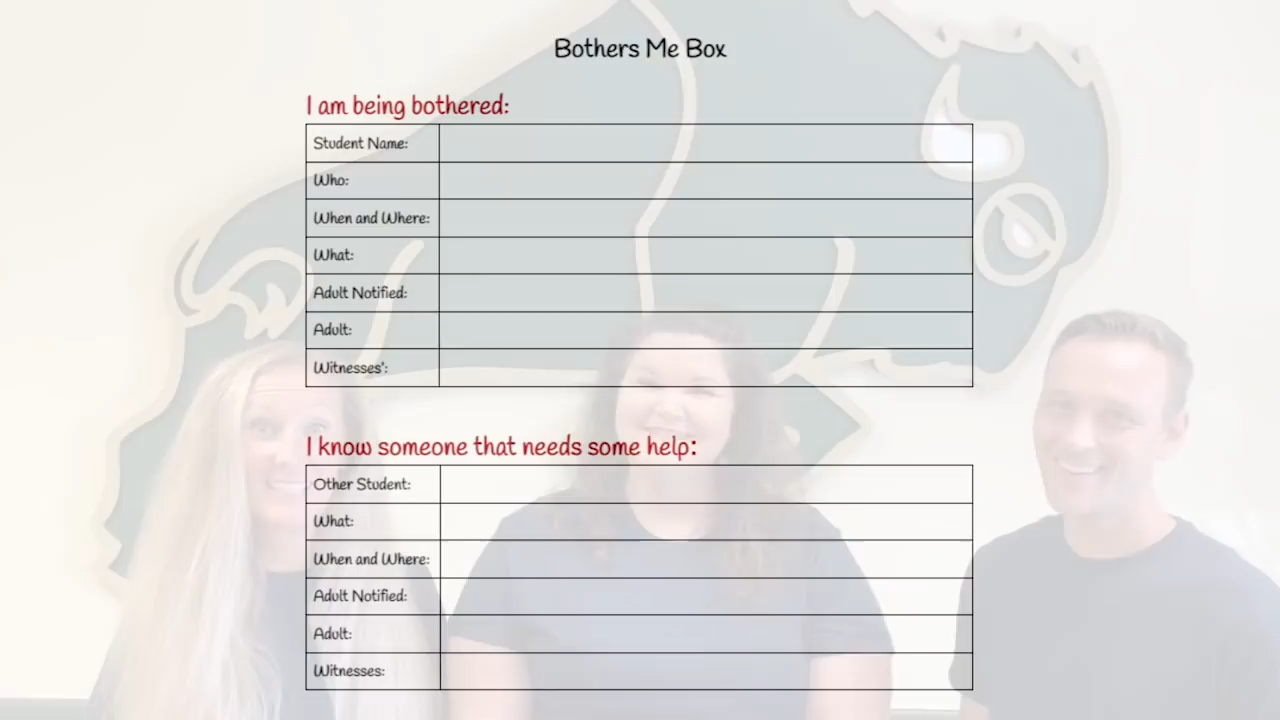 Bothers Me Box
I am being bothered:
Student Name:
Who:
When and Where:
What:
Adult Notified:
Adult:
Witnesses':
I know someone that needs some help:
Other Student:
What:
When and Where:
Adult Notified:
Adult:
Witnesses: